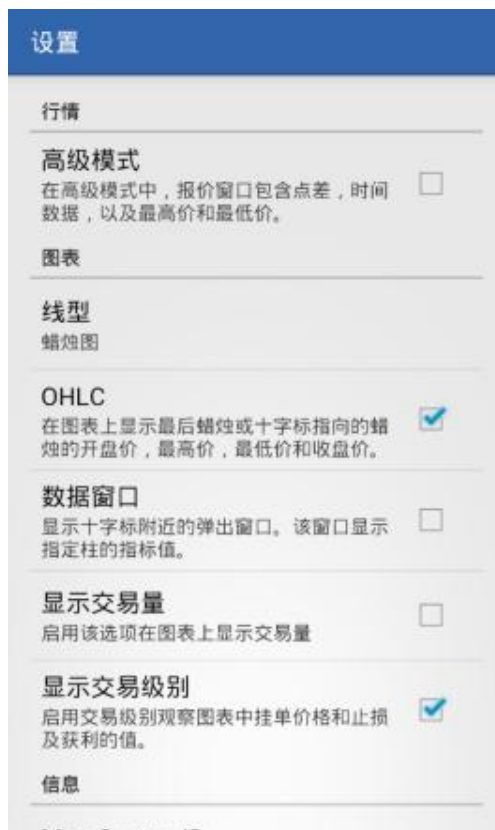 设置
行情
高级模式
在高级模式中，报价窗口包含点差，时间
数据，以及最高价和最低价。
图表
线型
蜡烛图
OHLC
在图表上显示最后蜡烛或十字标指向的蜡
烛的开盘价，最高价，最低价和收盘价。
数据窗口
显示十字标附近的弹出窗口。该窗口显示
指定柱的指标值。
显示交易量
启用该选项在图表上显示交易量
显示交易级别
启用交易级别观察图表中挂单价格和止损
及获利的值。
信息